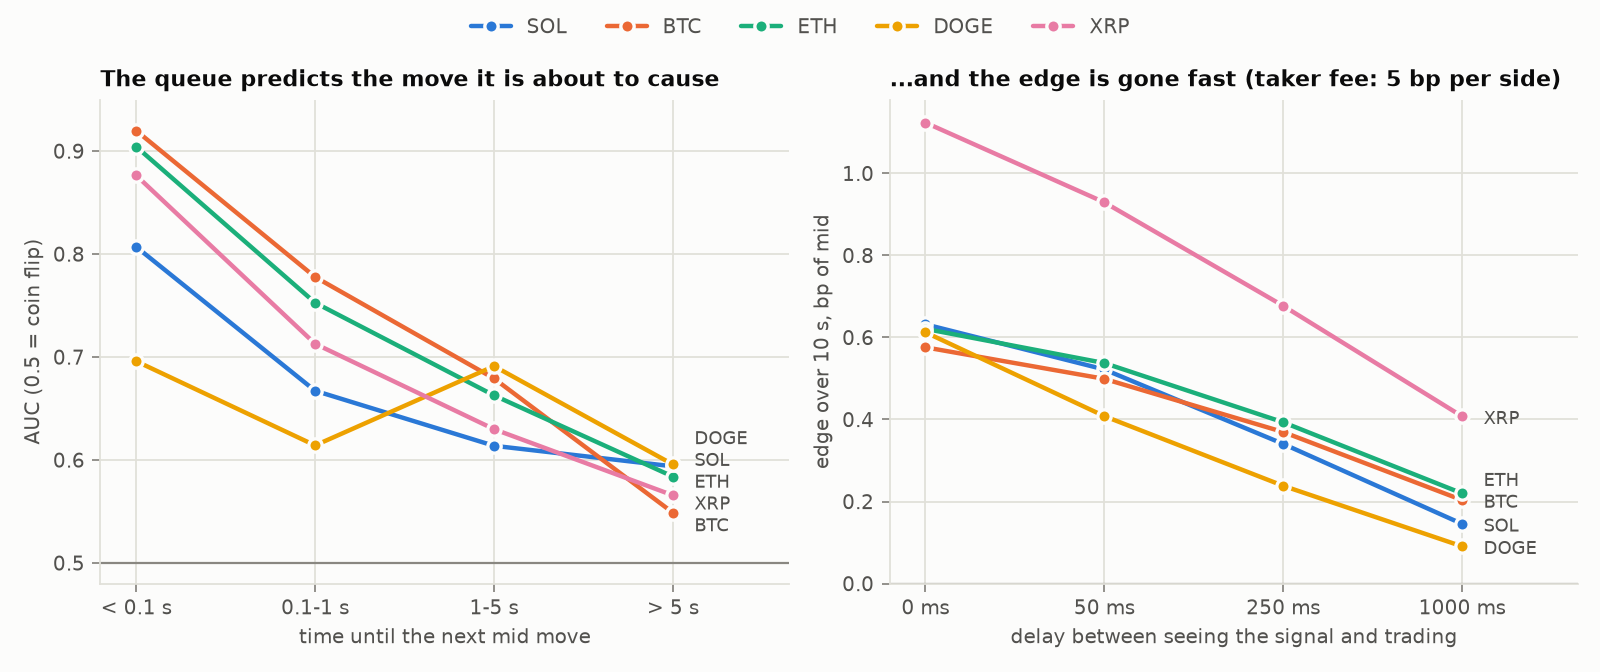 SOL BTC ETH DOGE XRP
The queue predicts the move it is about to cause
AUC (0.5 = coin flip)
0.9
0.8
0.7
0.6
0.5
DOGE
SOL
ETH
XRP
BTC
< 0.1 s 0.1-1 s 1-5 s > 5 s
time until the next mid move
...and the edge is gone fast (taker fee: 5 bp per side)
edge over 10 s, bp of mid
1.0
0.8
0.6
0.4
0.2
0.0
XRP
ETH
BTC
SOL
DOGE
0 ms 50 ms 250 ms 1000 ms
delay between seeing the signal and trading